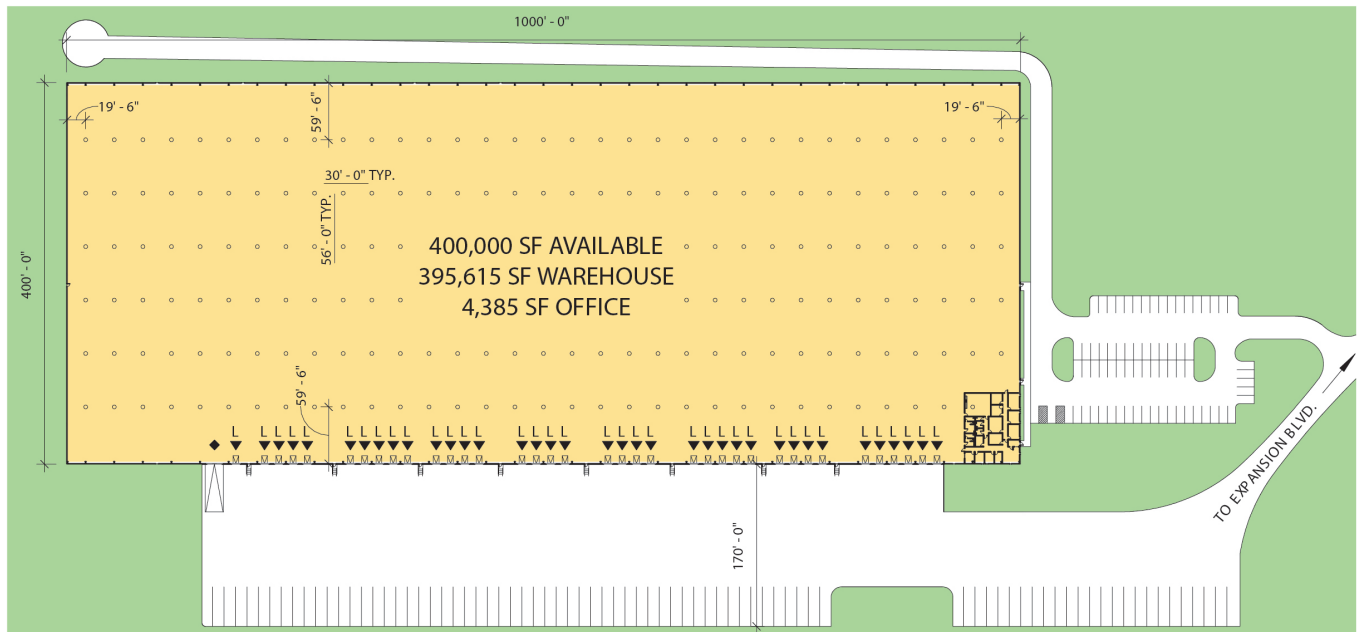 1000' - 0"
19' - 6"
59' - 6"
19' - 6"
30' - 0" TYP.
56' - 0" TYP.
400' - 0"
400,000 SF AVAILABLE
395,615 SF WAREHOUSE
4,385 SF OFFICE
59' - 6"
L L L L L L L L L L L L L L L L L L L L L L L L L L L L L L L L L L L L L L L
170' - 0"
TO EXPANSION BLVD.